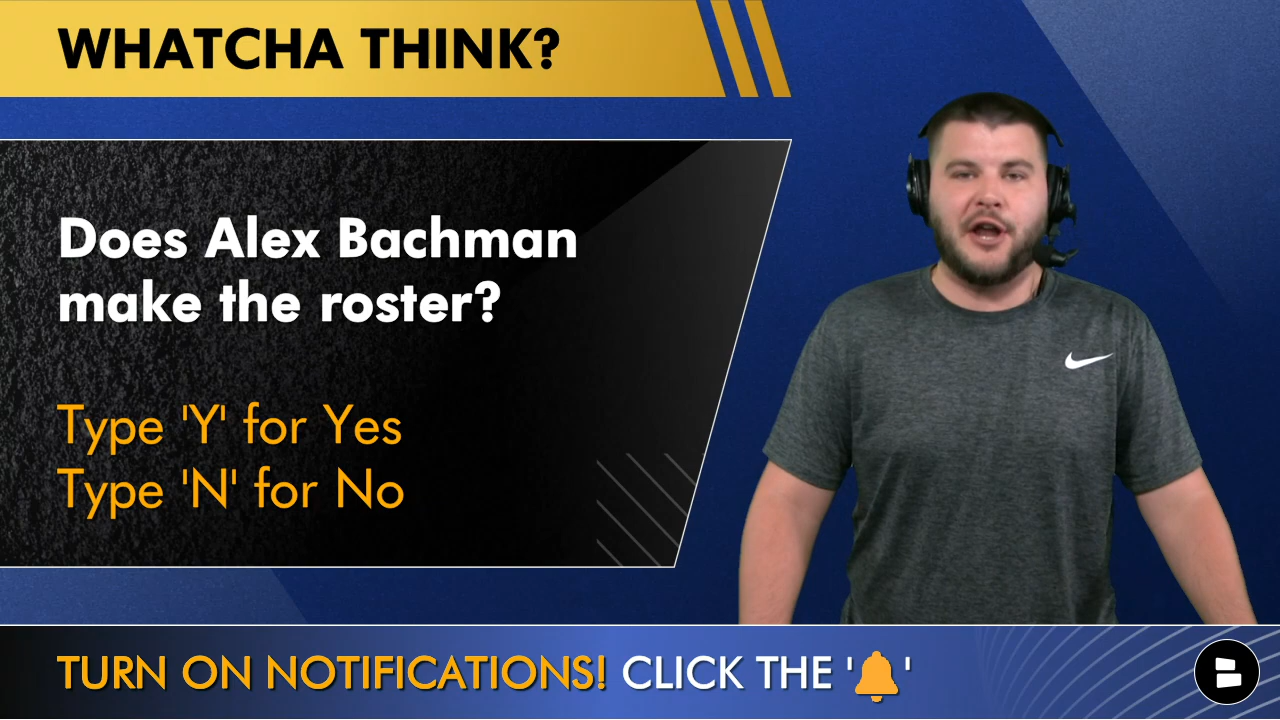 WHATCHA THINK?
Does Alex Bachman
make the roster?
Type 'Y' for Yes
Type 'N' for No
TURN ON NOTIFICATIONS! CLICK THE '🔔'